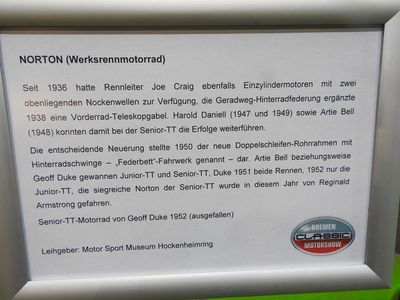 NORTON (Werksrennmotorrad)
Seit 1936 hatte Rennleiter Joe Craig ebenfalls Einzylindermotoren mit zwei
obenliegenden Nockenwellen zur Verfügung, die Geradweg-Hinterradfederung ergänzte
1938 eine Vorderrad-Teleskopgabel. Harold Daniell (1947 und 1949) sowie Artie Bell
(1948) konnten damit bei der Senior-TT die Erfolge weiterführen.
Die entscheidende Neuerung stellte 1950 der neue Doppelschleifen-Rohrrahmen mit
Hinterradschwinge – „Federbett“-Fahrwerk genannt – dar. Artie Bell beziehungsweise
Geoff Duke gewannen Junior-TT und Senior-TT, Duke 1951 beide Rennen, 1952 nur die
Junior-TT, die siegreiche Norton der Senior-TT wurde in diesem Jahr von Reginald
Armstrong gefahren.
Senior-TT-Motorrad von Geoff Duke 1952 (ausgefallen)
Leihgeber: Motor Sport Museum Hockenheimring
BREMEN
CLASSIC
MOTORSHOW